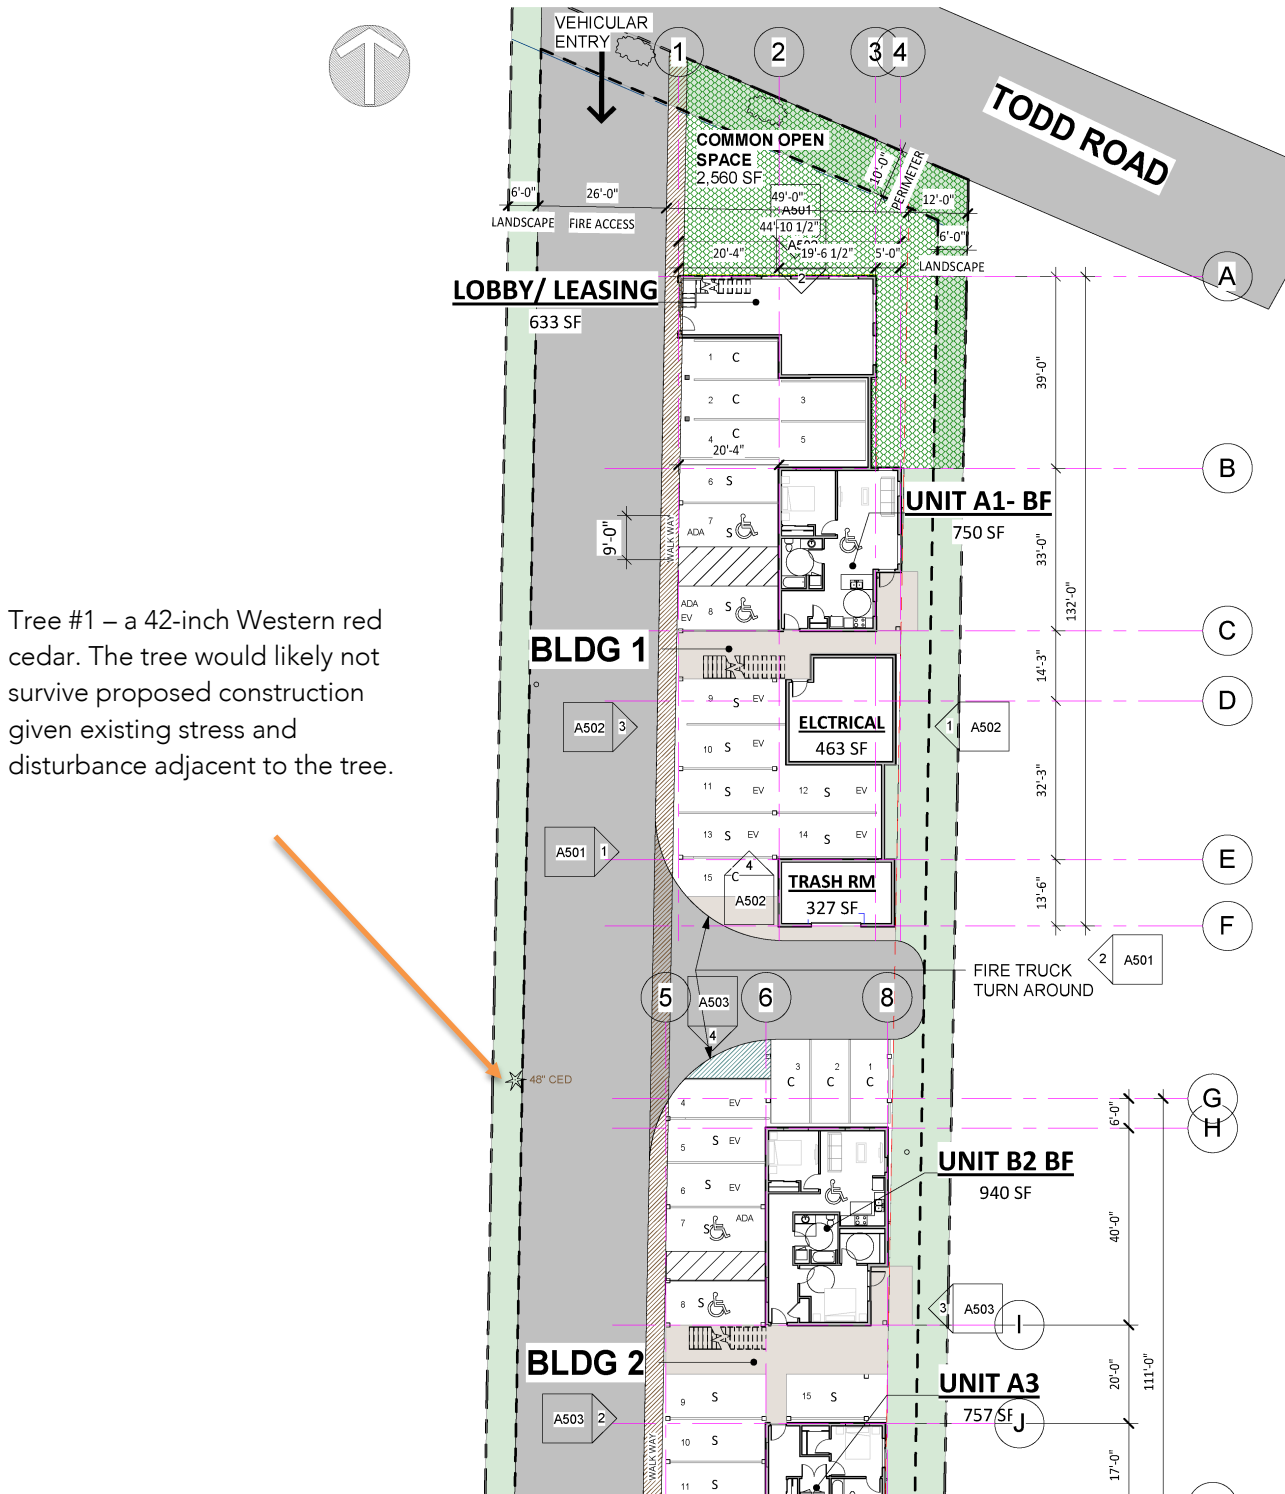 VEHICULAR
ENTRY
1
2
3
4
TODD ROAD
COMMON OPEN
SPACE
2,560 SF
10'-0"
PERIMETER
6'-0"
26'-0"
49'-0"
12'-0"
A501
LANDSCAPE
FIRE ACCESS
44'-10 1/2"
A502
6'-0"
20'-4"
19'-6 1/2"
5'-0"
LANDSCAPE
2
A
LOBBY/ LEASING
633 SF
1 C
2 C
3
4 C
5
20'-4"
39'-0"
B
6 S
UNIT A1- BF
750 SF
7
ADA S
9'-0"
WALK WAY
33'-0"
132'-0"
ADA
EV 8 S
C
BLDG 1
14'-3"
9 S EV
D
ELCTRICAL
463 SF
A502 3
1 A502
10 S EV
11 S EV
12 S EV
32'-3"
13 S EV
14 S EV
A501 1
4
E
15 C
A502
TRASH RM
327 SF
13'-6"
F
FIRE TRUCK
TURN AROUND
2 A501
5
6
8
A503
4
Tree #1 – a 42-inch Western red
cedar. The tree would likely not
survive proposed construction
given existing stress and
disturbance adjacent to the tree.
48" CED
3 C
2 C
1 C
4 EV
G
6'-0"
H
5 S EV
UNIT B2 BF
940 SF
6 S EV
7 S ADA
40'-0"
8 S
3 A503
I
BLDG 2
20'-0"
111'-0"
UNIT A3
757 SF
9 S
15 S
J
A503 2
10 S
WALK WAY
17'-0"
11 S